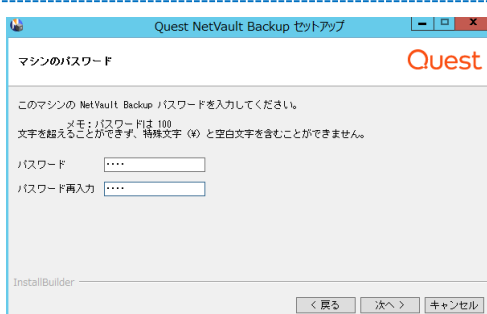 Quest NetVault Backup セットアップ
マシンのパスワード
Quest
このマシンの NetVault Backup パスワードを入力してください。
メモ：パスワードは 100
文字を超えることができず、特殊文字（¥）と空白文字を含むことができません。
パスワード ••••
パスワード再入力 ••••
InstallBuilder
< 戻る 次へ > キャンセル